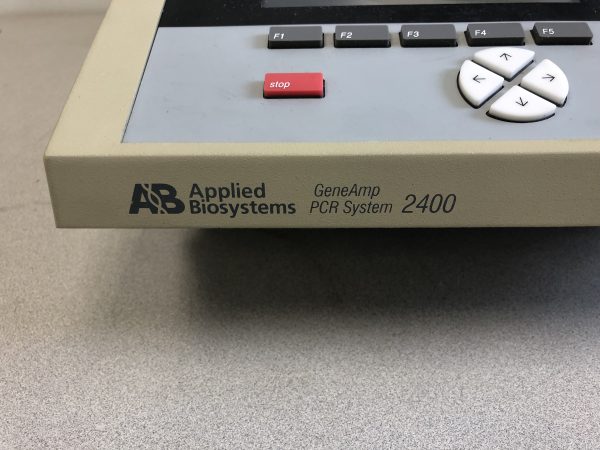 F1 F2 F3 F4 F5
stop
AB Applied Biosystems
GeneAmp PCR System 2400